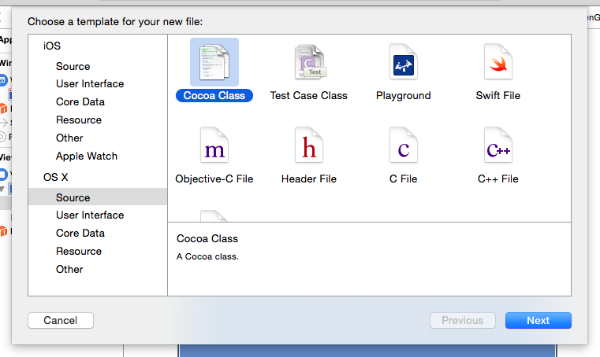 Choose a template for your new file:
iOS
Source
User Interface
Core Data
Resource
Other
Apple Watch
OS X
Source
User Interface
Core Data
Resource
Other
Cocoa Class
Test Case Class
Playground
Swift File
m
h
c
c++
Objective-C File
Header File
C File
C++ File
Cocoa Class
A Cocoa class.
Cancel
Previous
Next